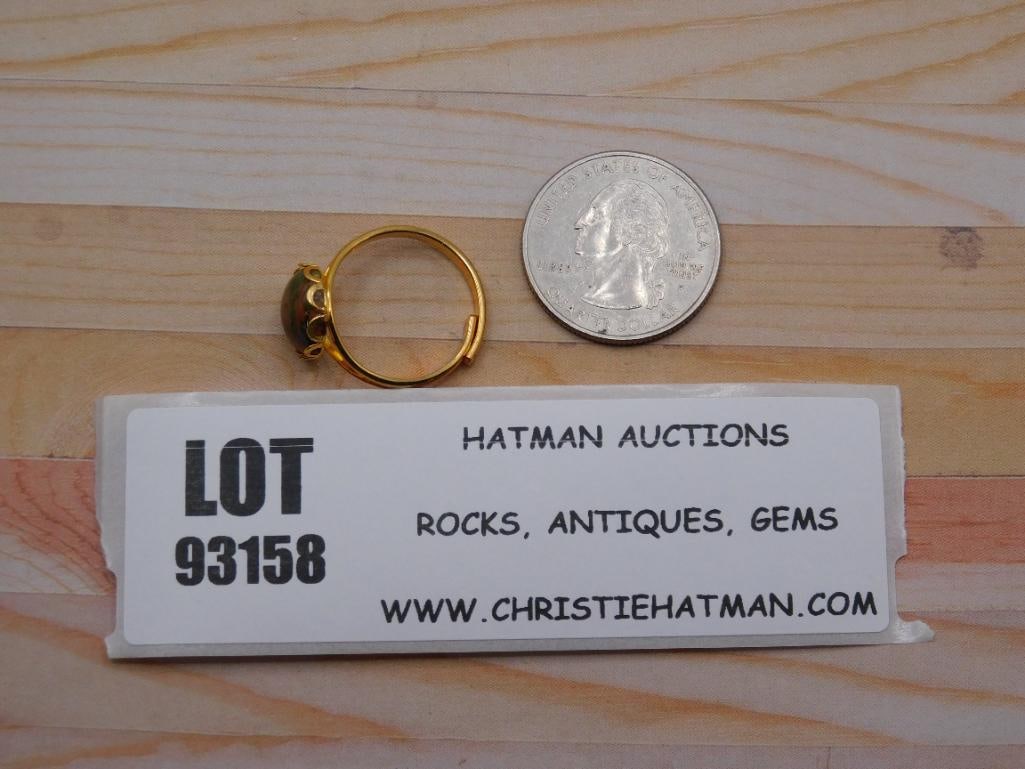 UNITED STATES OF AMERICA
LIBERTY
IN
GOD WE
TRUST
QUARTER DOLLAR
LOT
93158
HATMAN AUCTIONS
ROCKS, ANTIQUES, GEMS
WWW.CHRISTIEHATMAN.COM